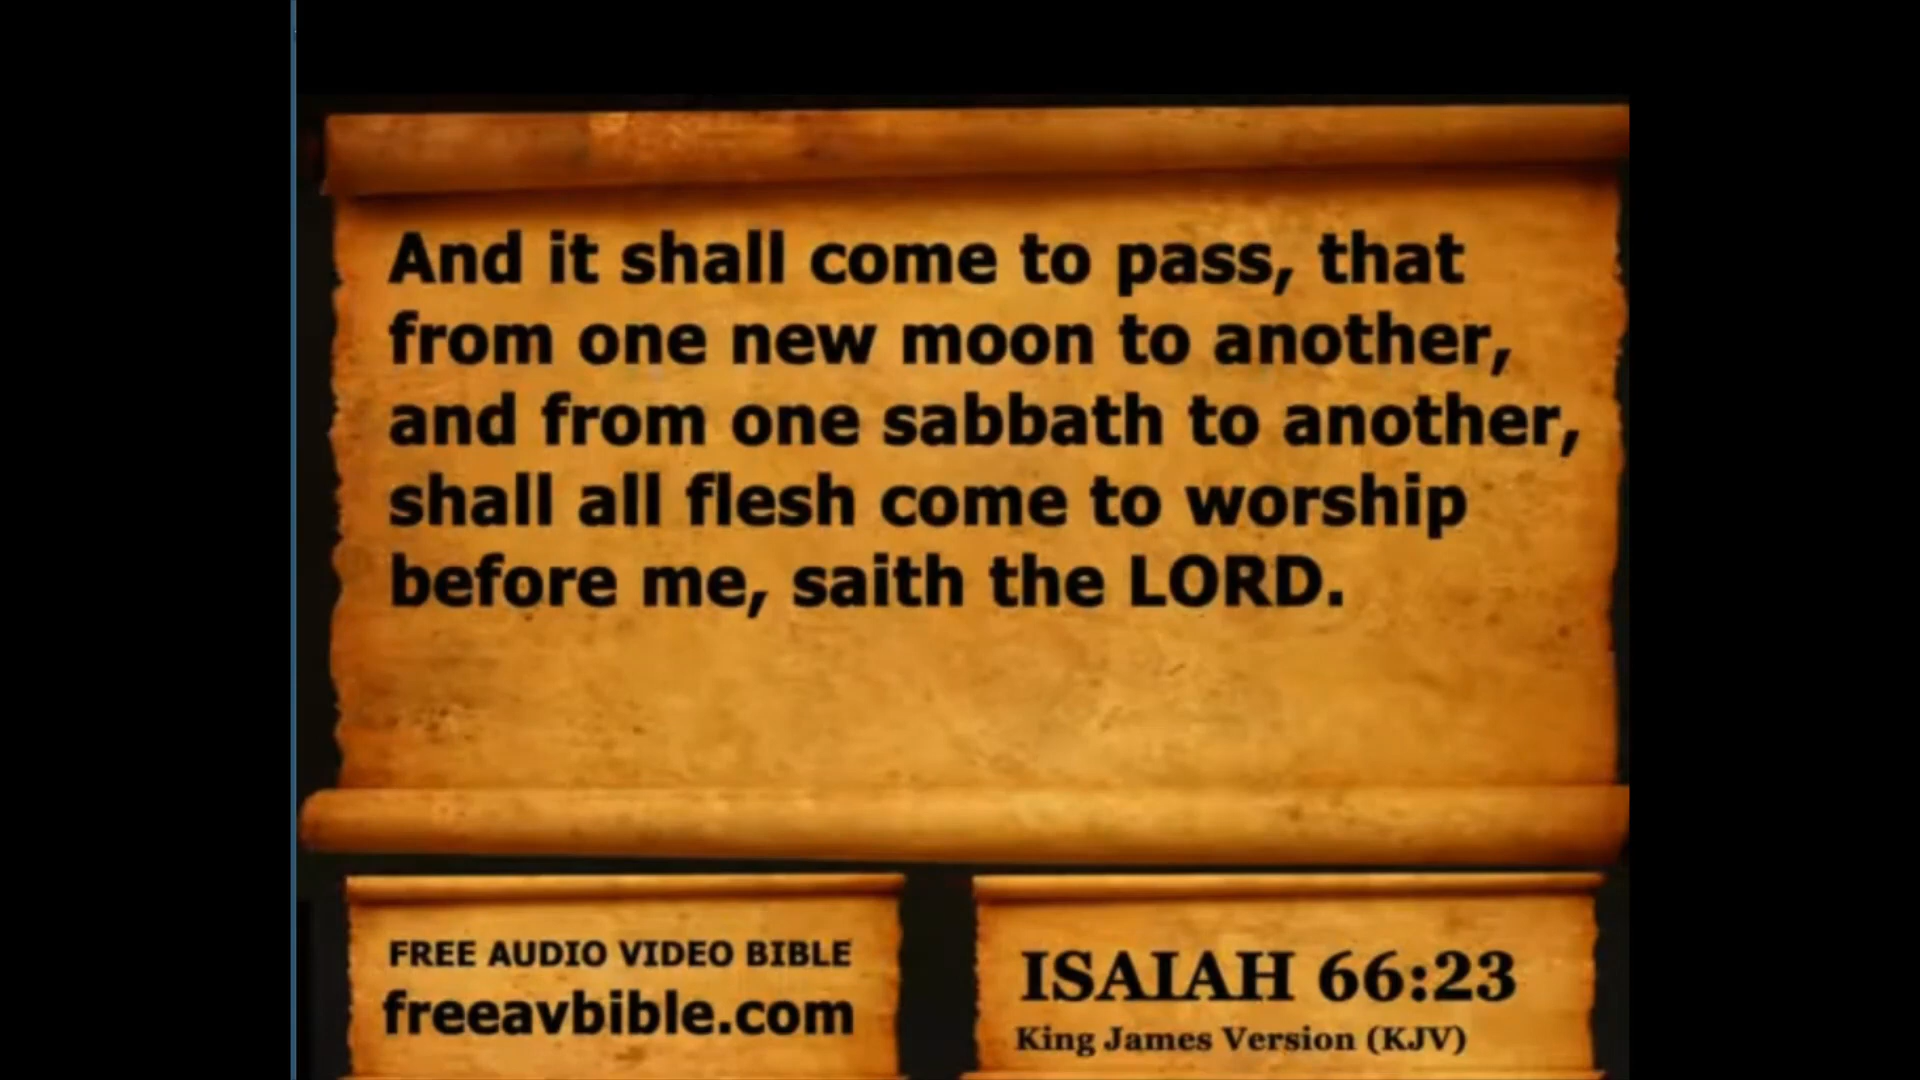 And it shall come to pass, that
from one new moon to another,
and from one sabbath to another,
shall all flesh come to worship
before me, saith the LORD.
FREE AUDIO VIDEO BIBLE
freeavbible.com
ISAIAH 66:23
King James Version (KJV)